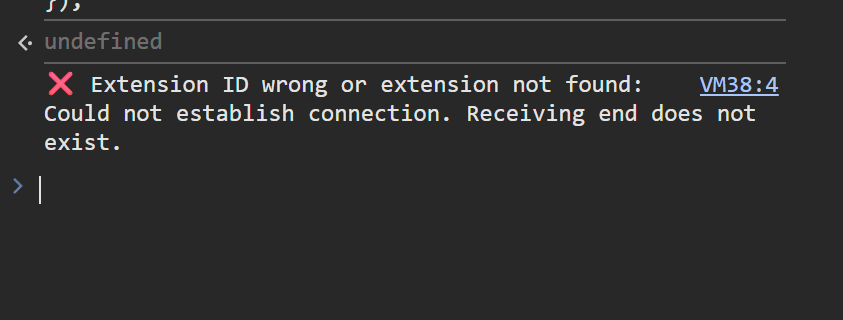 });
undefined
❌ Extension ID wrong or extension not found: VM38:4
Could not establish connection. Receiving end does not
exist.